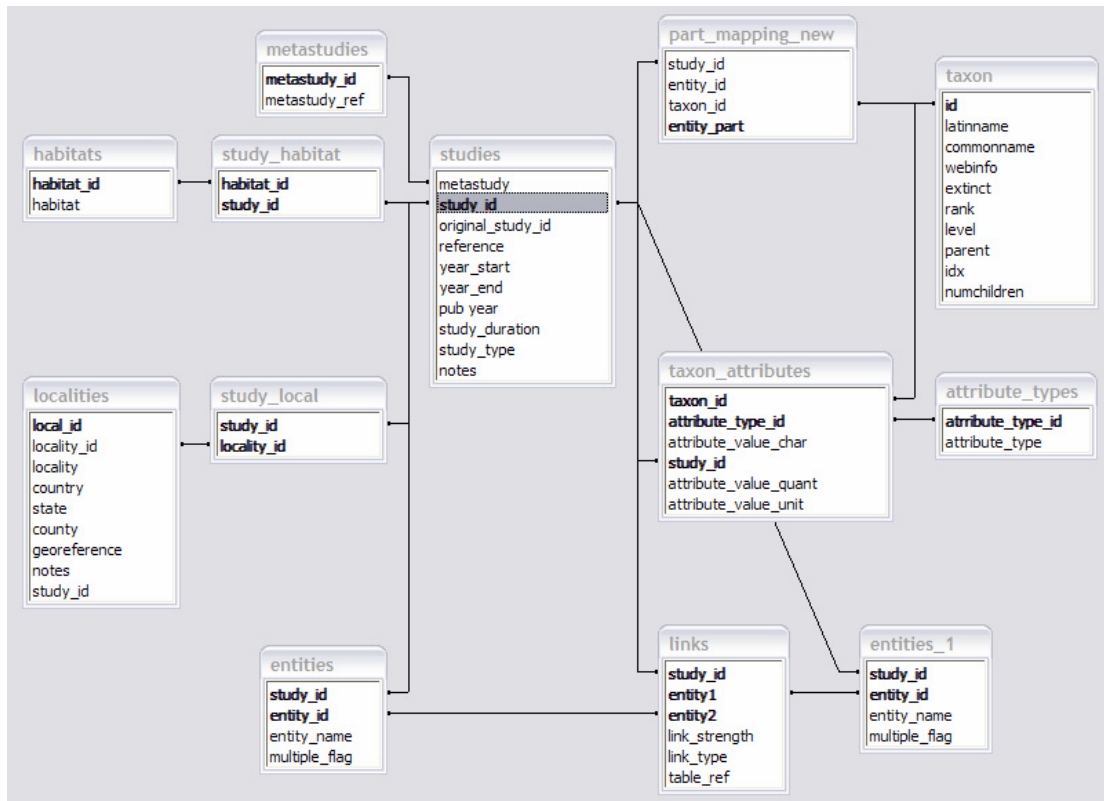 metastudies
metastudy_id
metastudy_ref
part_mapping_new
study_id
entity_id
taxon_id
entity_part
taxon
id
latinname
commonname
webinfo
extinct
rank
level
parent
idx
numchildren
habitats
habitat_id
habitat
study_habitat
habitat_id
study_id
studies
metastudy
study_id
original_study_id
reference
year_start
year_end
pub year
study_duration
study_type
notes
localities
local_id
locality_id
locality
country
state
county
georeference
notes
study_id
study_local
study_id
locality_id
taxon_attributes
taxon_id
attribute_type_id
attribute_value_char
study_id
attribute_value_quant
attribute_value_unit
attribute_types
atrribute_type_id
attribute_type
entities
study_id
entity_id
entity_name
multiple_flag
links
study_id
entity1
entity2
link_strength
link_type
table_ref
entities_1
study_id
entity_id
entity_name
multiple_flag